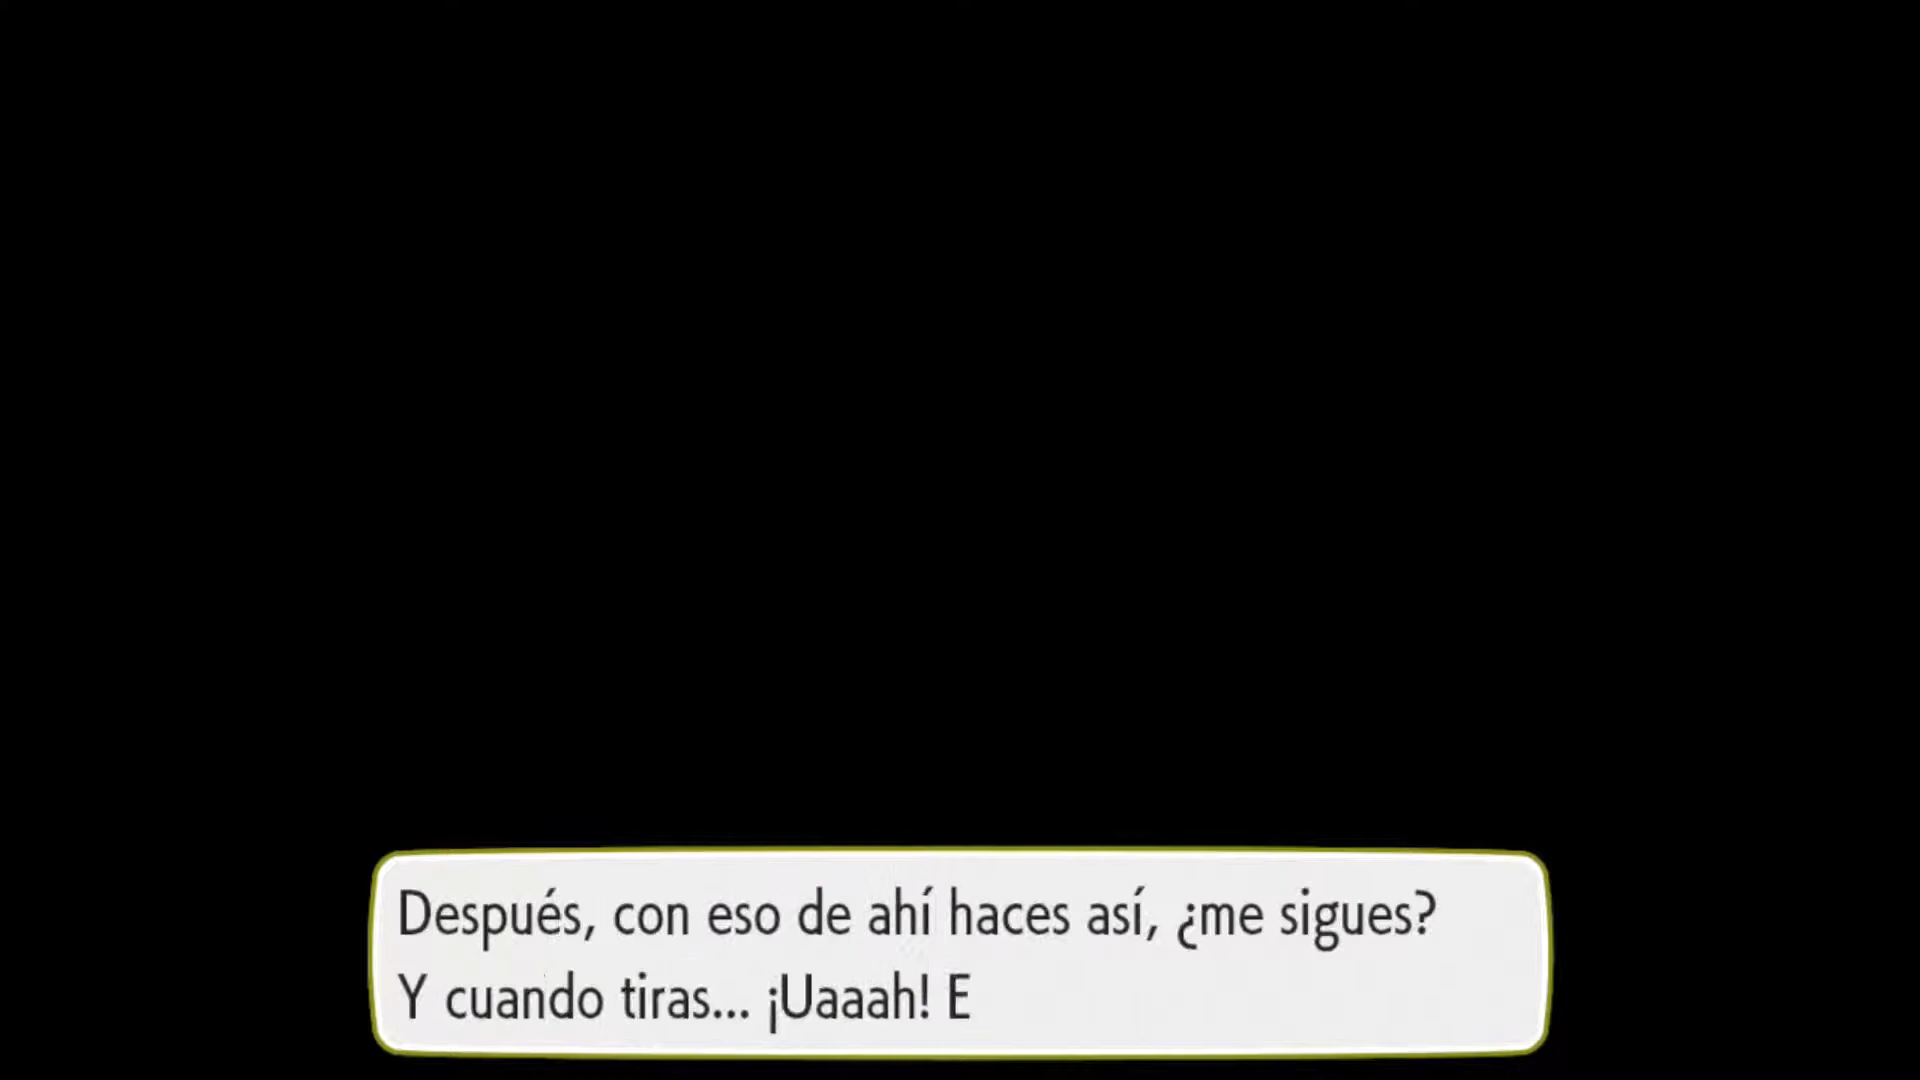 Después, con eso de ahí haces así, ¿me sigues?
Y cuando tiras... ¡Uaaah! E